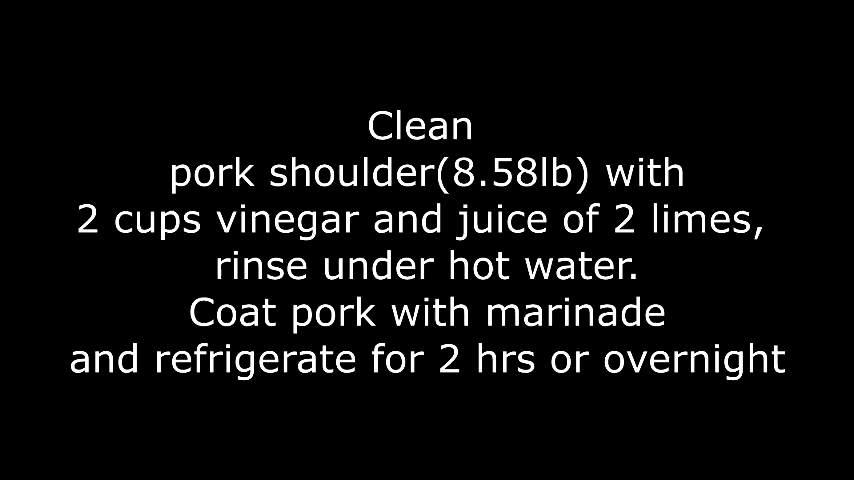 Clean
pork shoulder(8.58lb) with
2 cups vinegar and juice of 2 limes,
rinse under hot water.
Coat pork with marinade
and refrigerate for 2 hrs or overnight